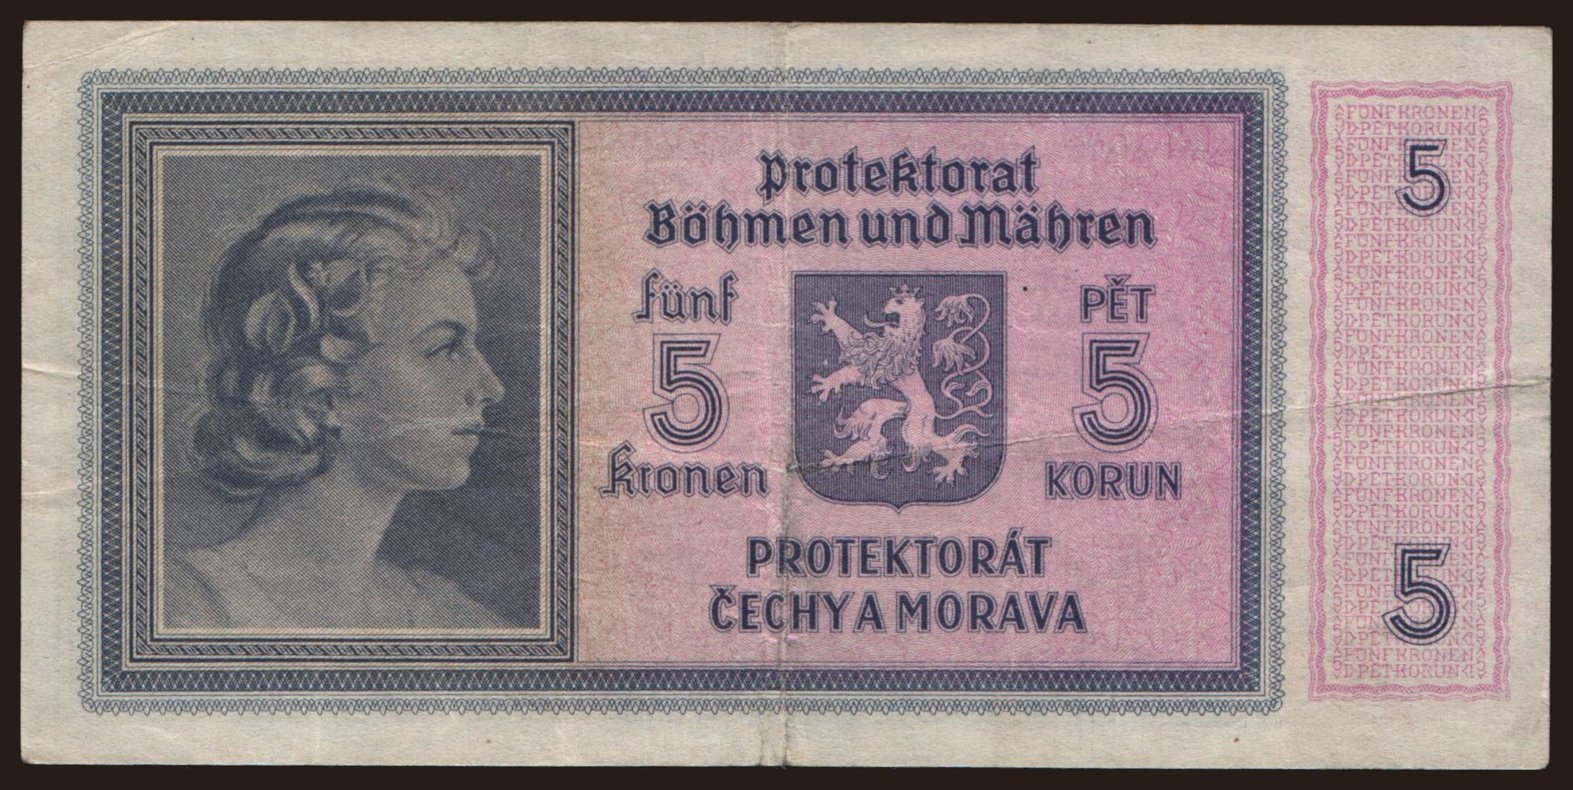 Protektorat
Böhmen und Mähren
fünf
5
Kronen
PĚT
5
KORUN
PROTEKTORÁT
ČECHY A MORAVA
5
5
FÜNF KRONEN
PĚT KORUN